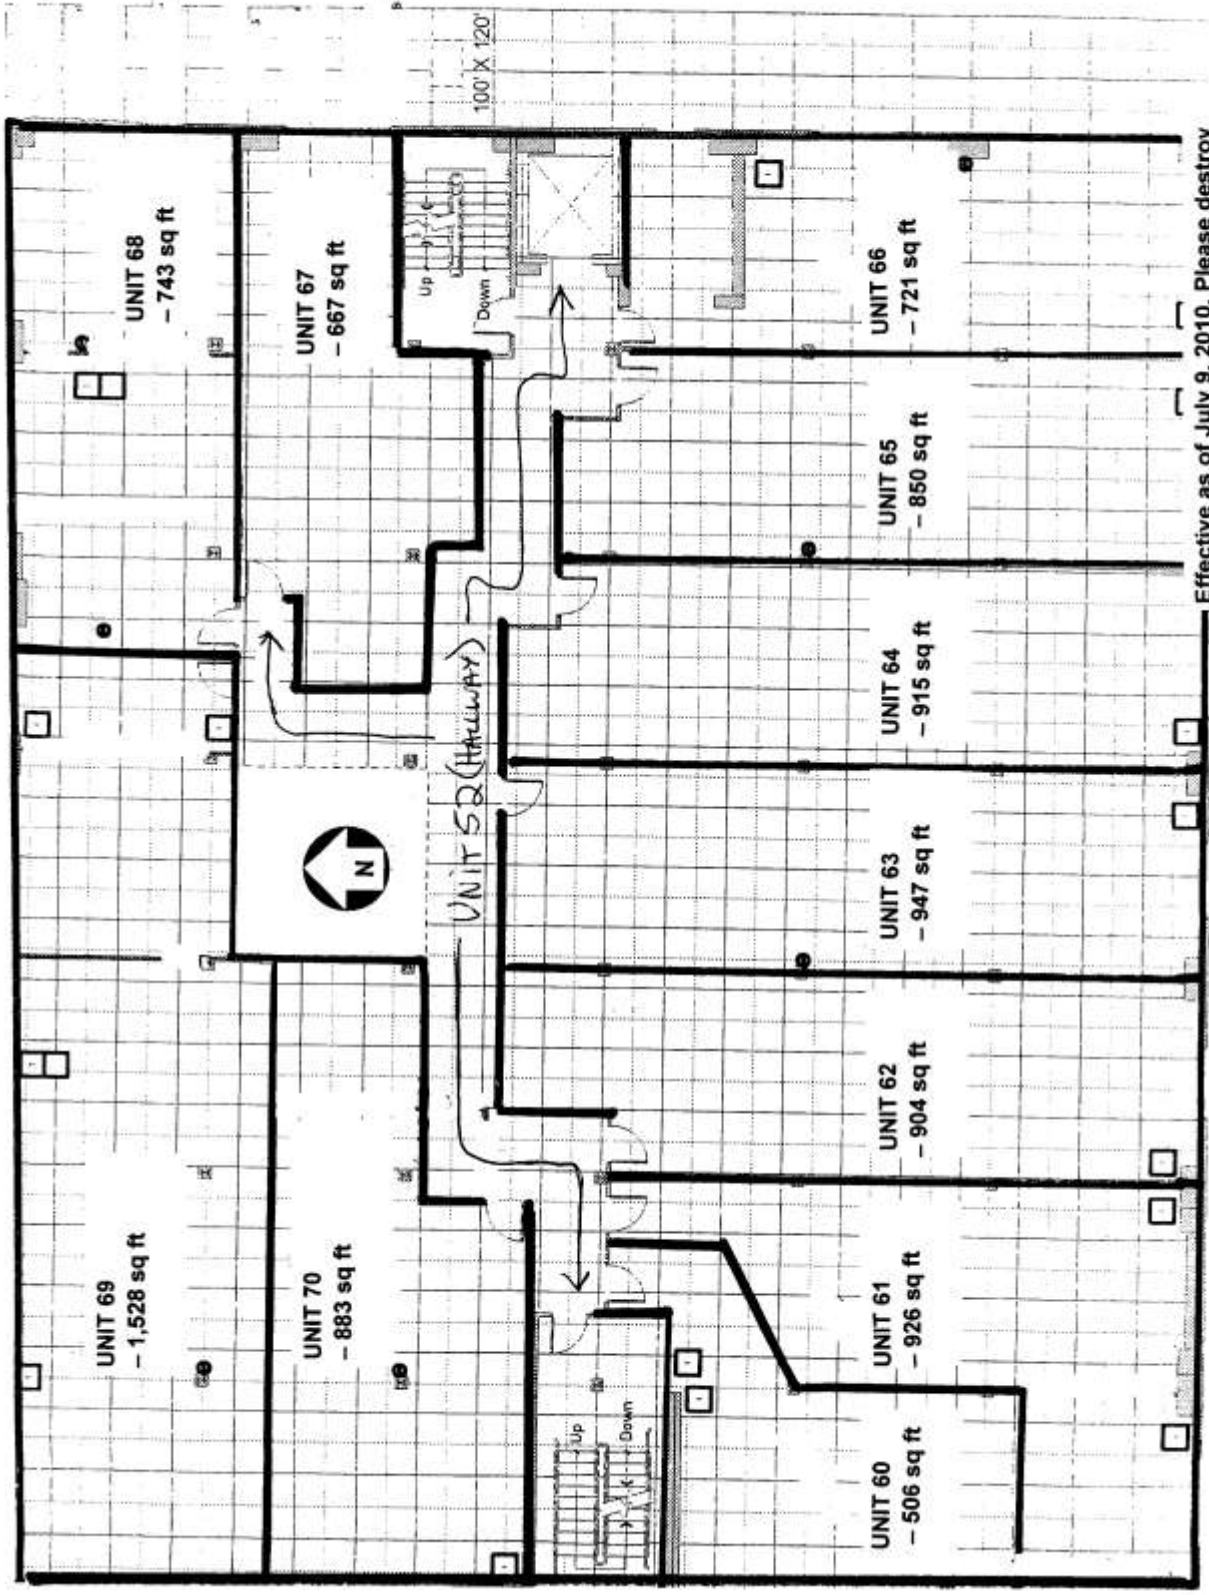 UNIT 69
– 1,528 sq ft
UNIT 68
– 743 sq ft
UNIT 70
– 883 sq ft
UNIT 67
– 667 sq ft
N
UNIT 52 (HALLWAY)
Up
Down
100' X 120'
Up
Down
UNIT 60
– 506 sq ft
UNIT 61
– 926 sq ft
UNIT 62
– 904 sq ft
UNIT 63
– 947 sq ft
UNIT 64
– 915 sq ft
UNIT 65
– 850 sq ft
UNIT 66
– 721 sq ft
Effective as of July 9, 2010. Please destroy